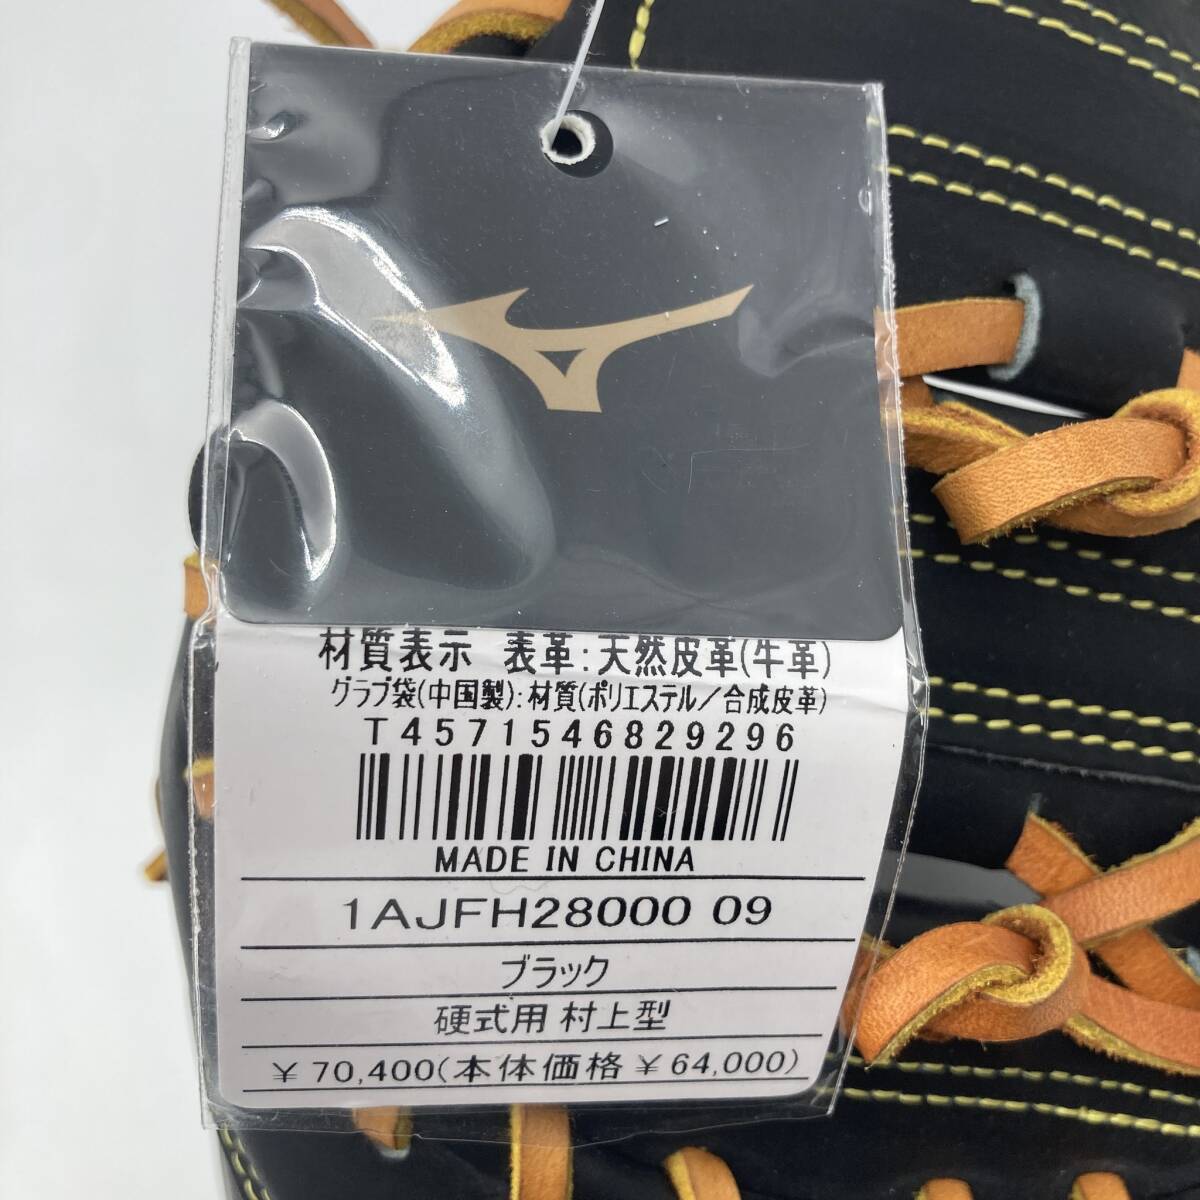 材質表示 表革:天然皮革(牛革)
グラブ袋(中国製):材質(ポリエステル/合成皮革)
T4571546829296
MADE IN CHINA
1AJFH28000 09
ブラック
硬式用 村上型
¥70,400(本体価格¥64,000)